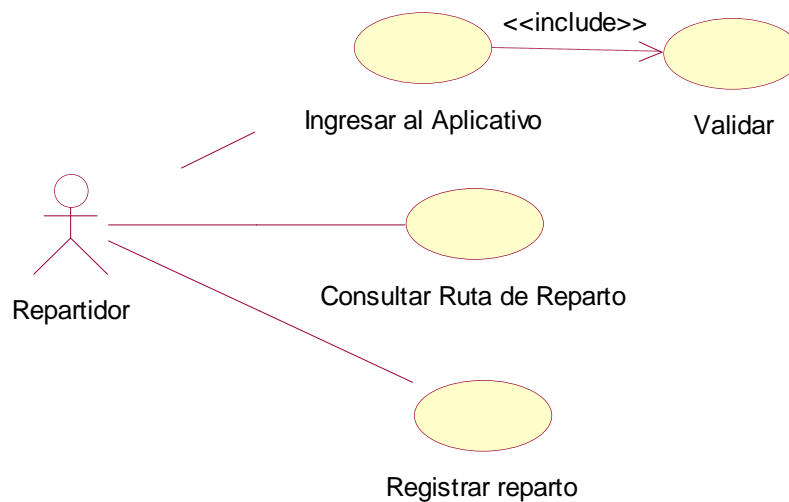 <<include>>
Ingresar al Aplicativo
Validar
Repartidor
Consultar Ruta de Reparto
Registrar reparto